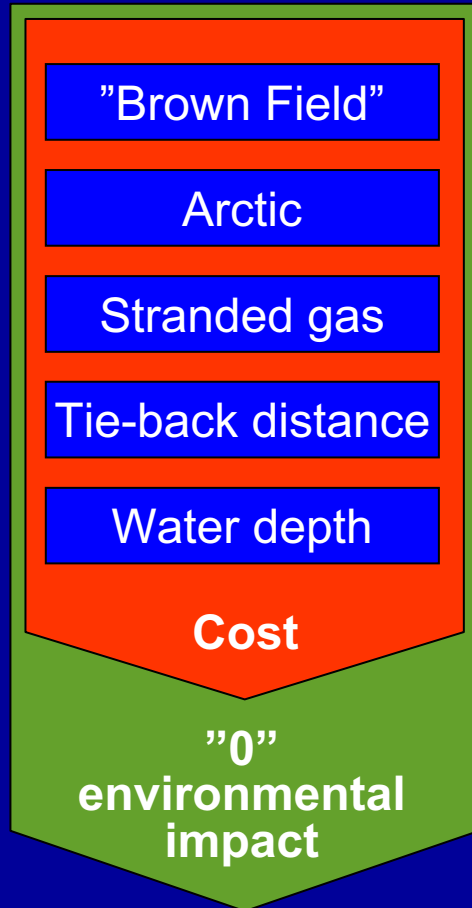 ”Brown Field”
Arctic
Stranded gas
Tie-back distance
Water depth
Cost
”0”
environmental
impact